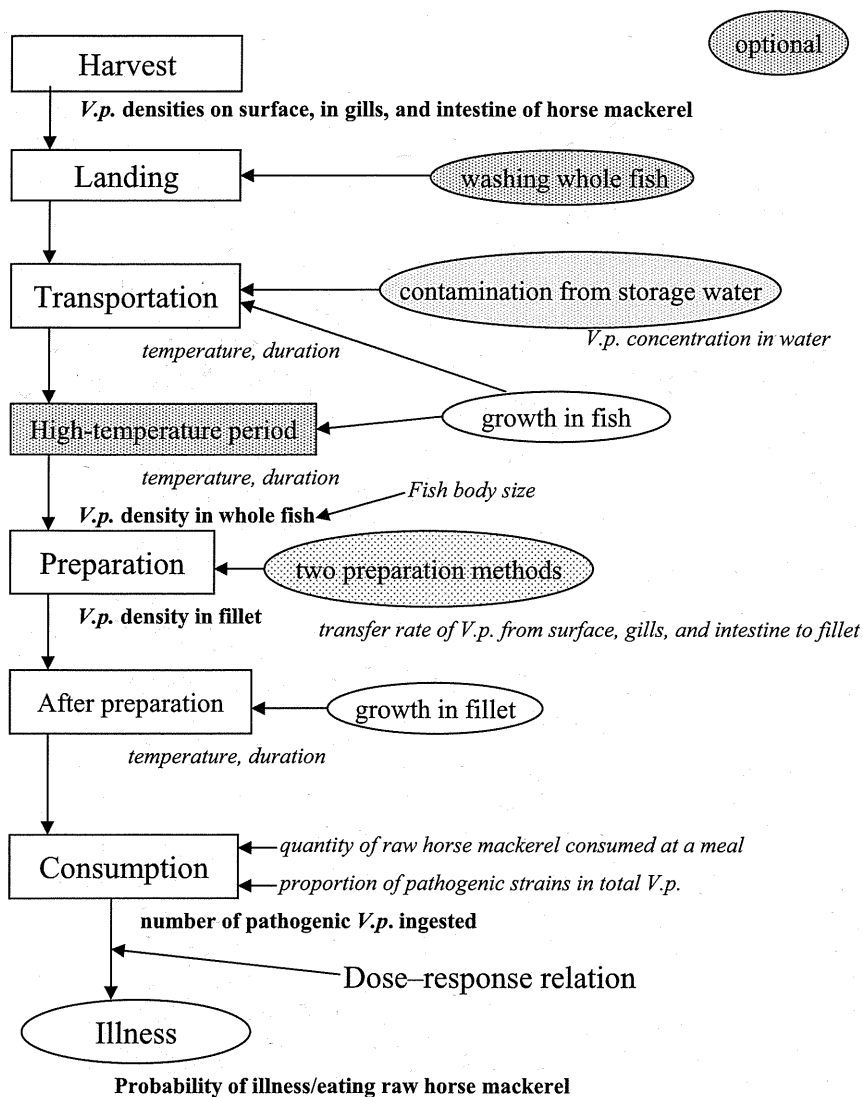 optional
Harvest
V.p. densities on surface, in gills, and intestine of horse mackerel
Landing
washing whole fish
Transportation
contamination from storage water
V.p. concentration in water
temperature, duration
growth in fish
High-temperature period
temperature, duration
Fish body size
V.p. density in whole fish
Preparation
two preparation methods
V.p. density in fillet
transfer rate of V.p. from surface, gills, and intestine to fillet
After preparation
growth in fillet
temperature, duration
Consumption
quantity of raw horse mackerel consumed at a meal
proportion of pathogenic strains in total V.p.
number of pathogenic V.p. ingested
Dose–response relation
Illness
Probability of illness/eating raw horse mackerel